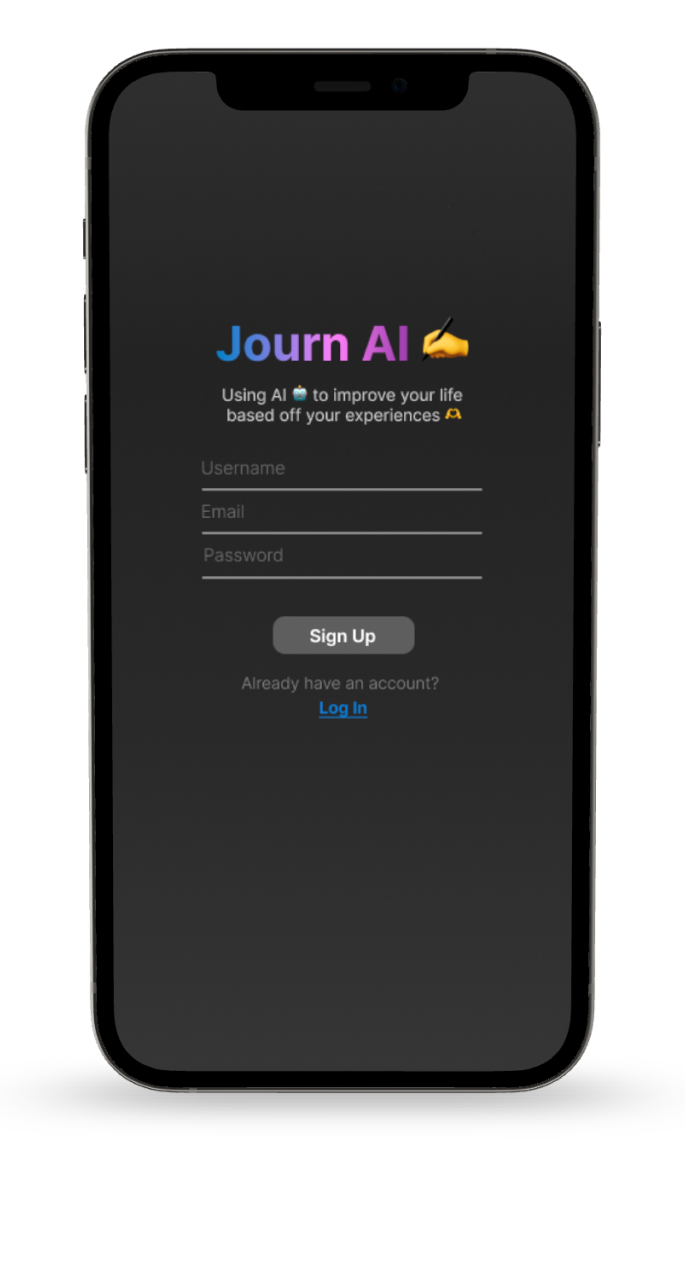 Journ AI ✍️
Using AI 🤖 to improve your life
based off your experiences 🫶
Username
Email
Password
Sign Up
Already have an account?
Log In